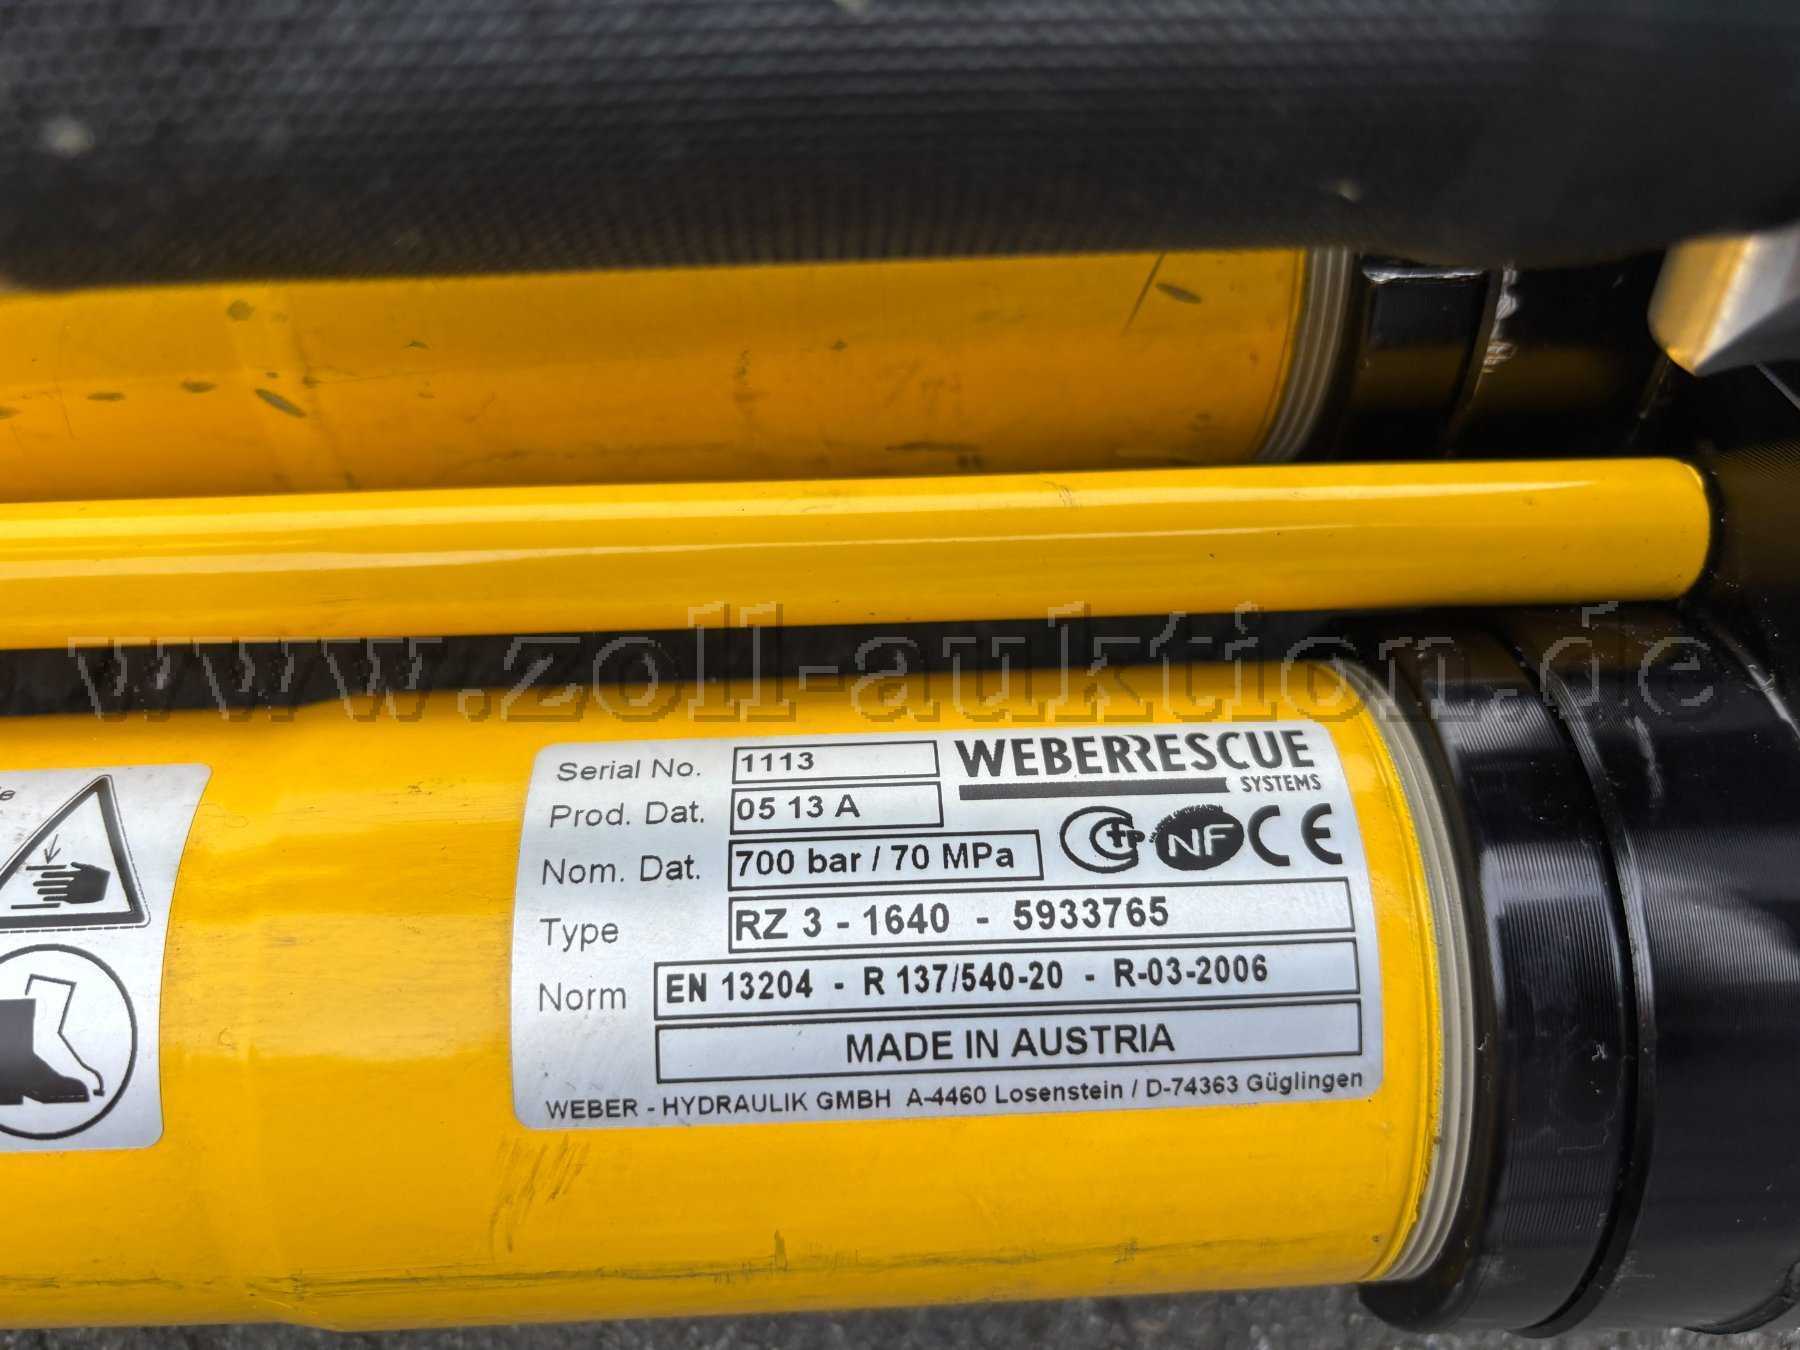 www.zoll-auktion.de
Serial No. 1113
WEBER RESCUE
SYSTEMS
Prod. Dat. 05 13 A
Nom. Dat. 700 bar / 70 MPa
NF CE
Type RZ 3 - 1640 - 5933765
Norm EN 13204 - R 137/540-20 - R-03-2006
MADE IN AUSTRIA
WEBER - HYDRAULIK GMBH A-4460 Losenstein / D-74363 Güglingen